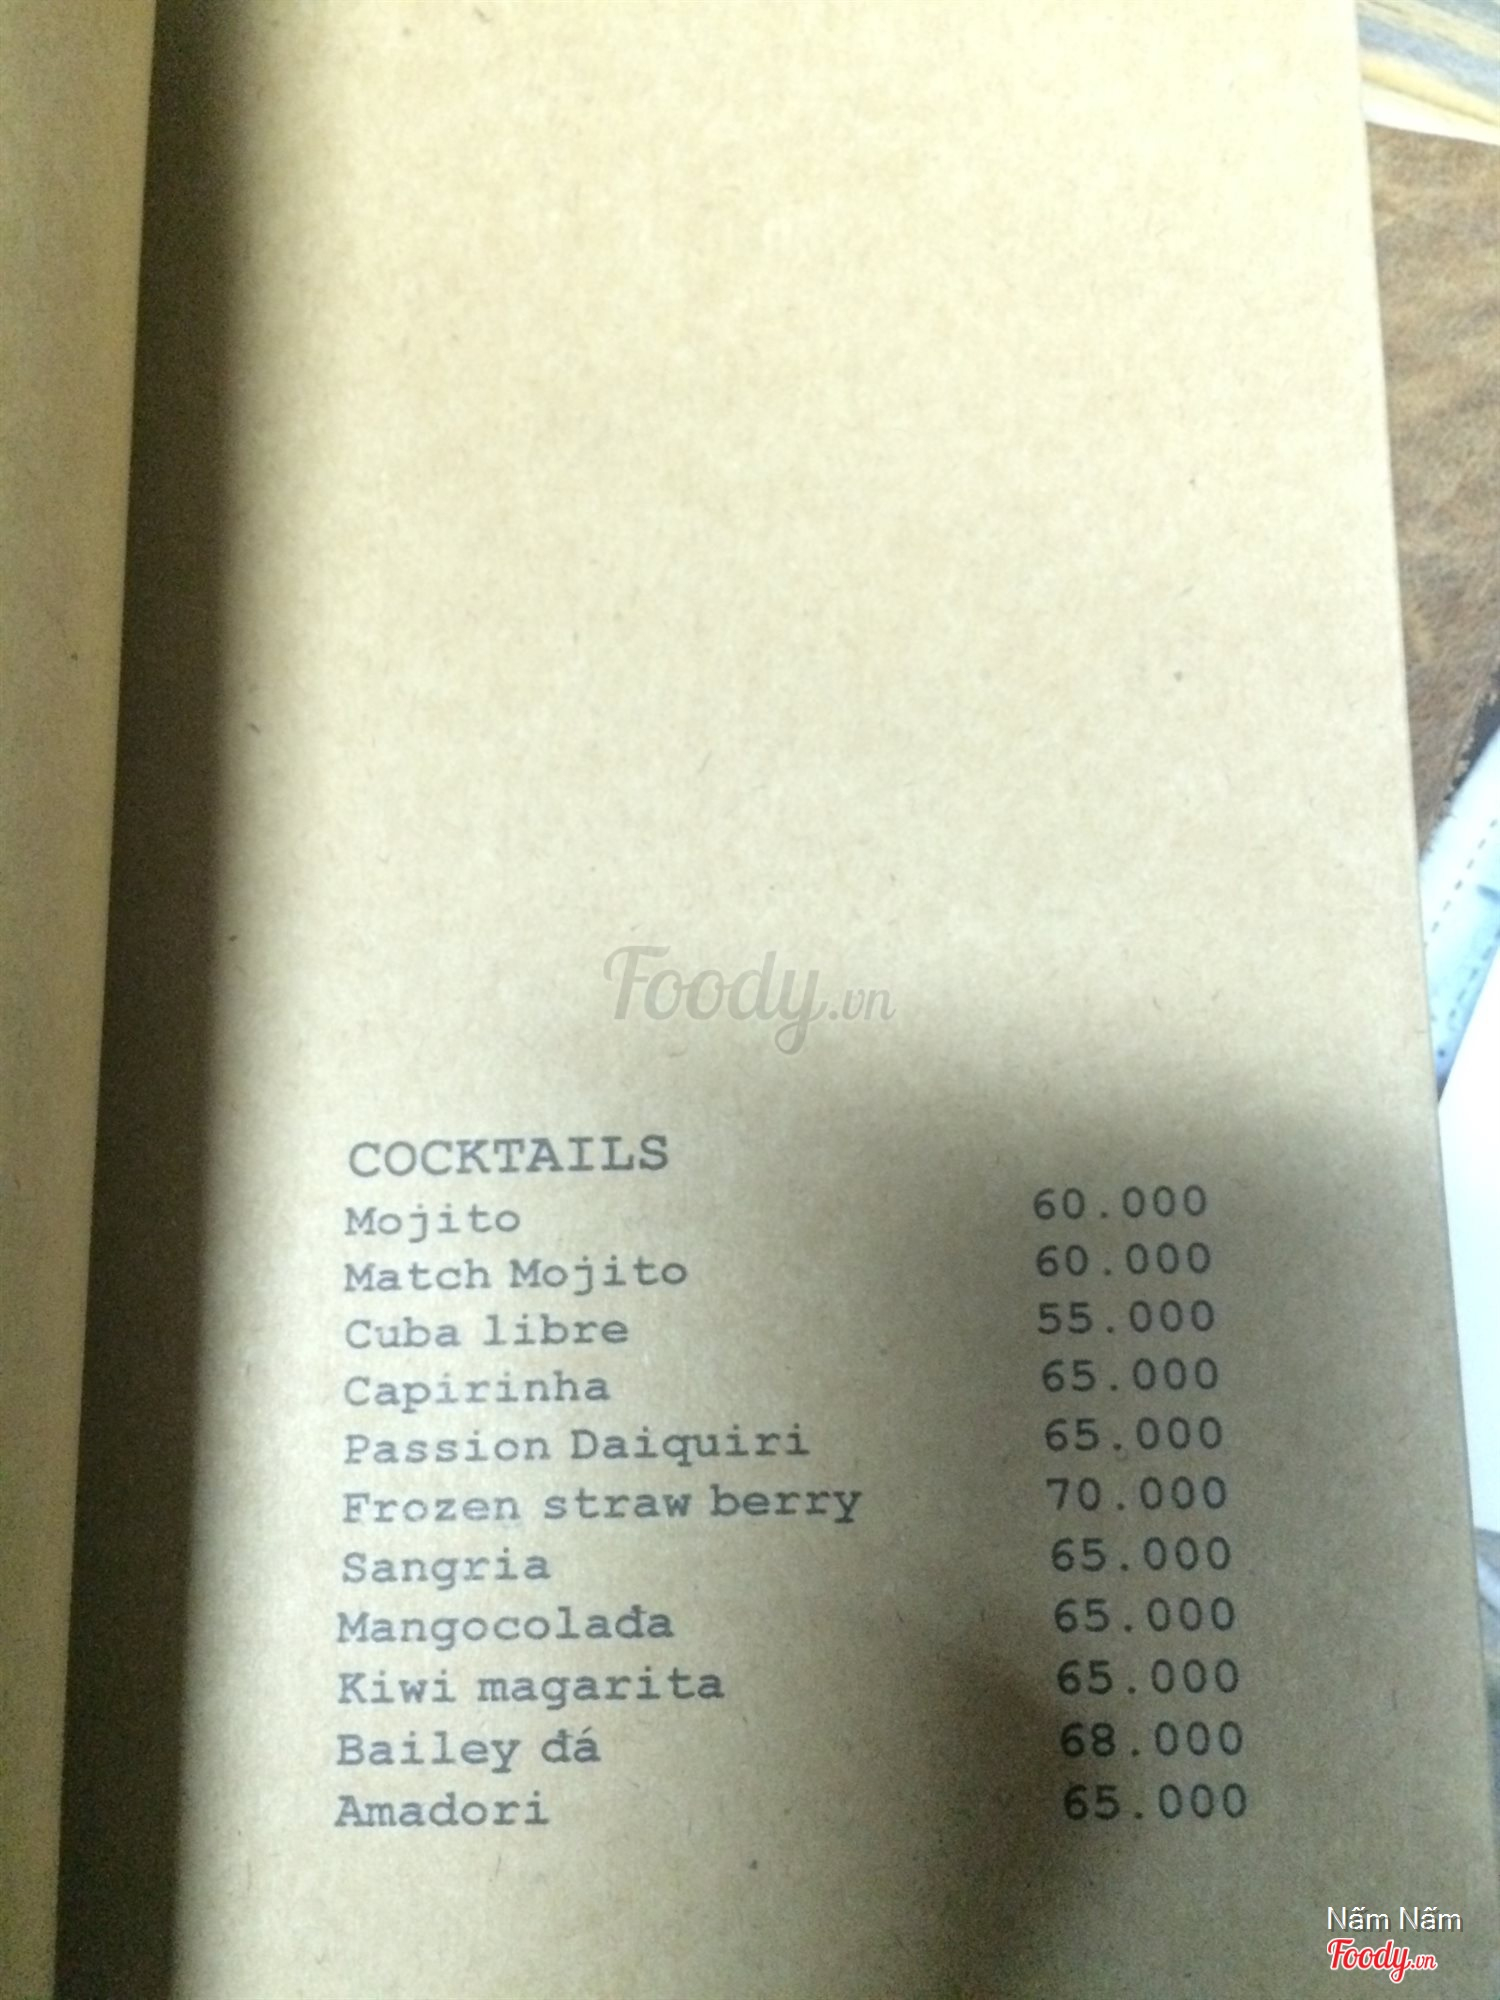 Foody.vn
COCKTAILS
Mojito 60.000
Match Mojito 60.000
Cuba libre 55.000
Capirinha 65.000
Passion Daiquiri 65.000
Frozen straw berry 70.000
Sangria 65.000
Mangocolađa 65.000
Kiwi magarita 65.000
Bailey đá 68.000
Amadori 65.000
Nấm Nấm
Foody.vn